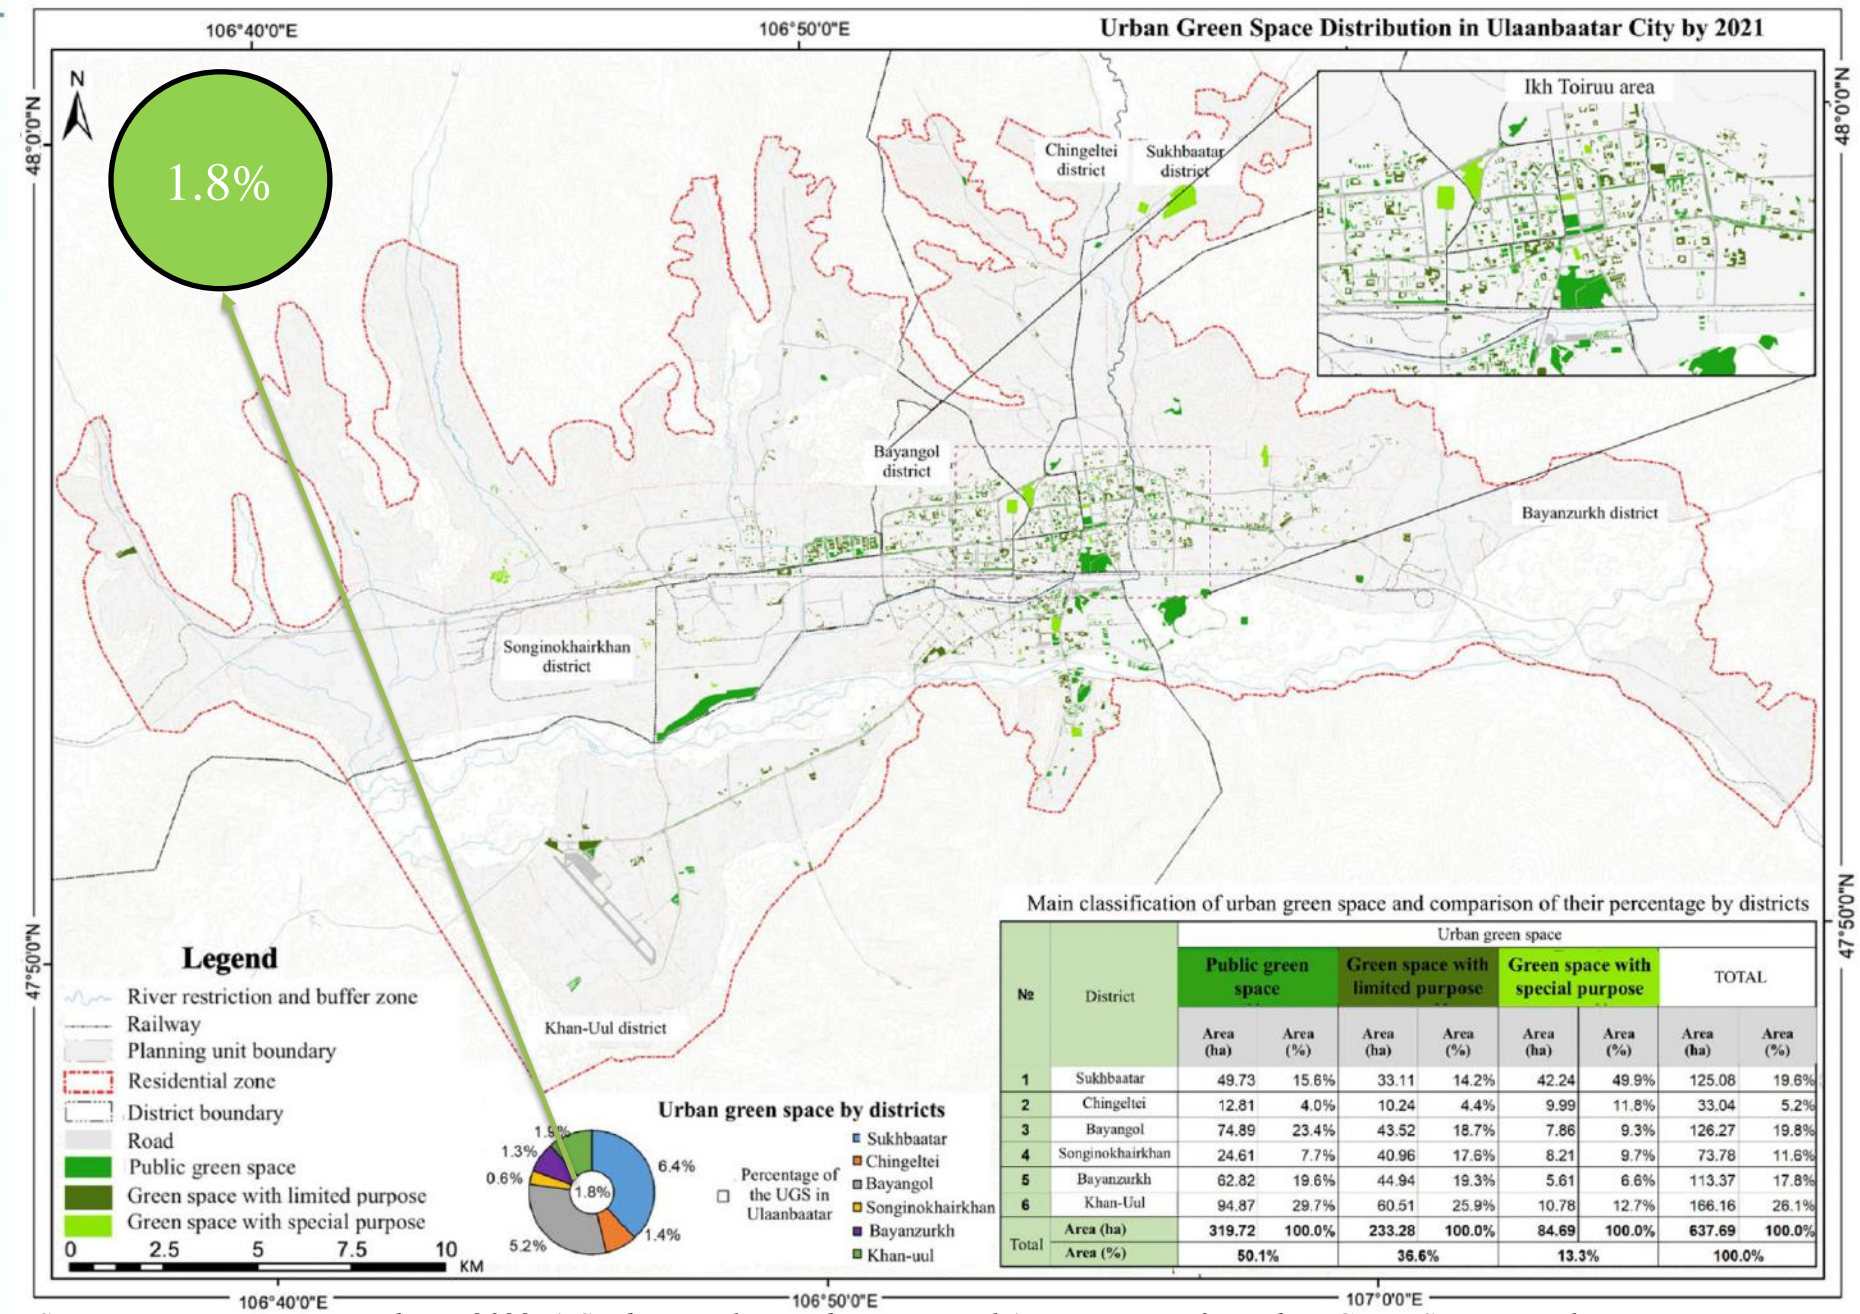 106°40'0"E
106°50'0"E
Urban Green Space Distribution in Ulaanbaatar City by 2021
48°0'0"N
48°0'0"N
N
1.8%
Ikh Toiruu area
Chingeltei
district
Sukhbaatar
district
Bayangol
district
Bayanzurkh district
Songinokhairkhan
district
Khan-Uul district
47°50'0"N
47°50'0"N
Legend
River restriction and buffer zone
Railway
Planning unit boundary
Residential zone
District boundary
Road
Public green space
Green space with limited purpose
Green space with special purpose
0 2.5 5 7.5 10
KM
Urban green space by districts
1.3%
0.6%
5.2%
1.4%
6.4%
1.8%
Percentage of
the UGS in
Ulaanbaatar
Sukhbaatar
Chingeltei
Bayangol
Songinokhairkhan
Bayanzurkh
Khan-uul
Main classification of urban green space and comparison of their percentage by districts
Urban green space
№ District Public green space Green space with limited purpose Green space with special purpose TOTAL
Area (ha) Area (%) Area (ha) Area (%) Area (ha) Area (%) Area (ha) Area (%)
1 Sukhbaatar 49.73 15.6% 33.11 14.2% 42.24 49.9% 125.08 19.6%
2 Chingeltei 12.81 4.0% 10.24 4.4% 9.99 11.8% 33.04 5.2%
3 Bayangol 74.89 23.4% 43.52 18.7% 7.86 9.3% 126.27 19.8%
4 Songinokhairkhan 24.61 7.7% 40.96 17.6% 8.21 9.7% 73.78 11.6%
5 Bayanzurkh 62.82 19.6% 44.94 19.3% 5.61 6.6% 113.37 17.8%
6 Khan-Uul 94.87 29.7% 60.51 25.9% 10.78 12.7% 166.16 26.1%
Total Area (ha) 319.72 100.0% 233.28 100.0% 84.69 100.0% 637.69 100.0%
Area (%) 50.1% 36.6% 13.3% 100.0%
106°40'0"E
106°50'0"E
107°0'0"E